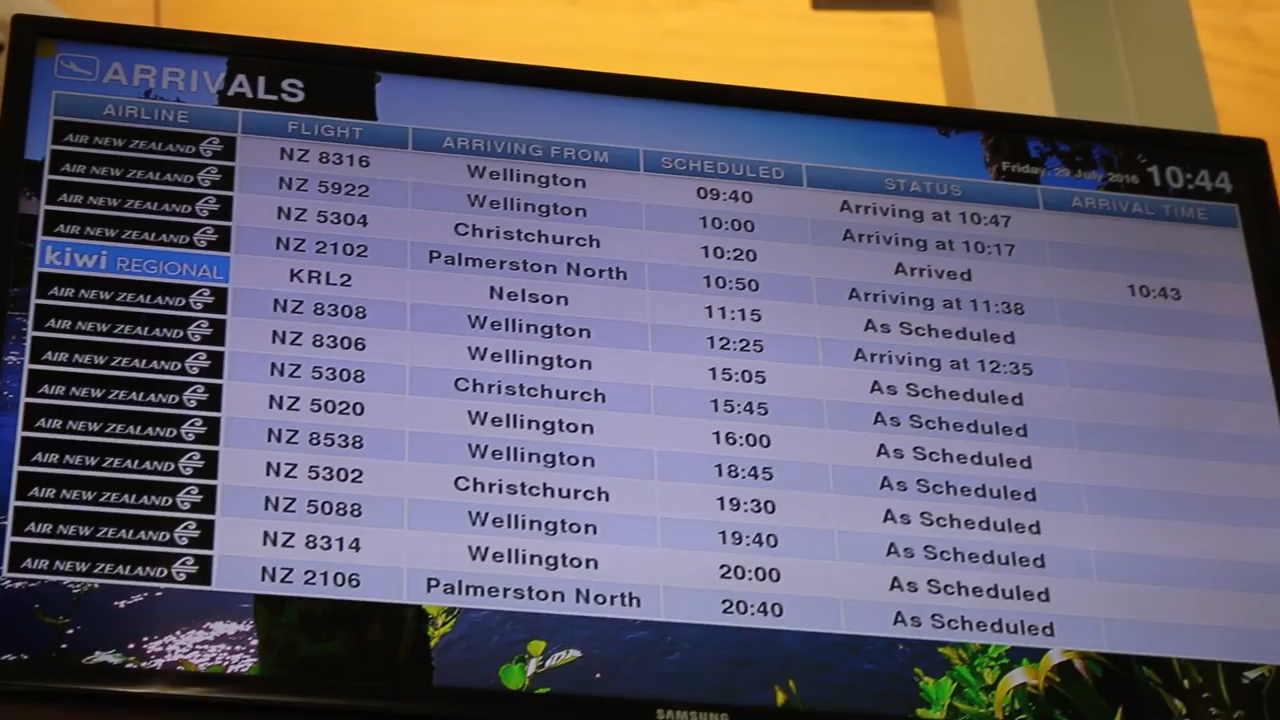 ARRIVALS
Friday, 29 July 2016 10:44
AIRLINE FLIGHT ARRIVING FROM SCHEDULED STATUS ARRIVAL TIME
AIR NEW ZEALAND NZ 8316 Wellington 09:40 Arriving at 10:47
AIR NEW ZEALAND NZ 5922 Wellington 10:00 Arriving at 10:17
AIR NEW ZEALAND NZ 5304 Christchurch 10:20 Arrived 10:43
AIR NEW ZEALAND NZ 2102 Palmerston North 10:50 Arriving at 11:38
kiwi REGIONAL KRL2 Nelson 11:15 As Scheduled
AIR NEW ZEALAND NZ 8308 Wellington 12:25 Arriving at 12:35
AIR NEW ZEALAND NZ 8306 Wellington 15:05 As Scheduled
AIR NEW ZEALAND NZ 5308 Christchurch 15:45 As Scheduled
AIR NEW ZEALAND NZ 5020 Wellington 16:00 As Scheduled
AIR NEW ZEALAND NZ 8538 Wellington 18:45 As Scheduled
AIR NEW ZEALAND NZ 5302 Christchurch 19:30 As Scheduled
AIR NEW ZEALAND NZ 5088 Wellington 19:40 As Scheduled
AIR NEW ZEALAND NZ 8314 Wellington 20:00 As Scheduled
AIR NEW ZEALAND NZ 2106 Palmerston North 20:40 As Scheduled
SAMSUNG